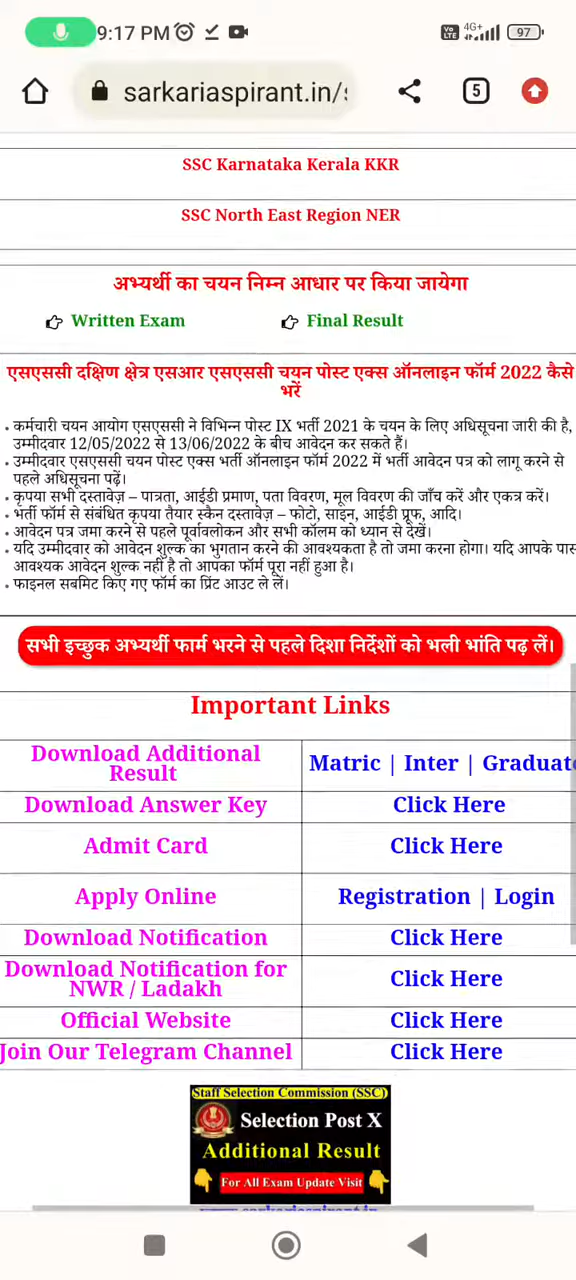 9:17 PM
Vo LTE 4G+ 97
sarkariaspirant.in/s
5
SSC Karnataka Kerala KKR
SSC North East Region NER
अभ्यर्थी का चयन निम्न आधार पर किया जायेगा
Written Exam Final Result
एसएससी दक्षिण क्षेत्र एसआर एसएससी चयन पोस्ट एक्स ऑनलाइन फॉर्म 2022 कैसे
भरें
• कर्मचारी चयन आयोग एसएससी ने विभिन्न पोस्ट IX भर्ती 2021 के चयन के लिए अधिसूचना जारी की है,
उम्मीदवार 12/05/2022 से 13/06/2022 के बीच आवेदन कर सकते हैं।
• उम्मीदवार एसएससी चयन पोस्ट एक्स भर्ती ऑनलाइन फॉर्म 2022 में भर्ती आवेदन पत्र को लागू करने से
पहले अधिसूचना पढ़ें।
• कृपया सभी दस्तावेज़ – पात्रता, आईडी प्रमाण, पता विवरण, मूल विवरण की जाँच करें और एकत्र करें।
• भर्ती फॉर्म से संबंधित कृपया तैयार स्कैन दस्तावेज़ – फोटो, साइन, आईडी प्रूफ, आदि।
• आवेदन पत्र जमा करने से पहले पूर्वावलोकन और सभी कॉलम को ध्यान से देखें।
• यदि उम्मीदवार को आवेदन शुल्क का भुगतान करने की आवश्यकता है तो जमा करना होगा। यदि आपके पास
आवश्यक आवेदन शुल्क नहीं है तो आपका फॉर्म पूरा नहीं हुआ है।
• फाइनल सबमिट किए गए फॉर्म का प्रिंट आउट ले लें।
सभी इच्छुक अभ्यर्थी फार्म भरने से पहले दिशा निर्देशों को भली भांति पढ़ लें।
Important Links
Download Additional
Result
Matric | Inter | Graduate
Download Answer Key Click Here
Admit Card Click Here
Apply Online Registration | Login
Download Notification Click Here
Download Notification for
NWR / Ladakh
Click Here
Official Website Click Here
Join Our Telegram Channel Click Here
Staff Selection Commission (SSC)
Selection Post X
Additional Result
For All Exam Update Visit